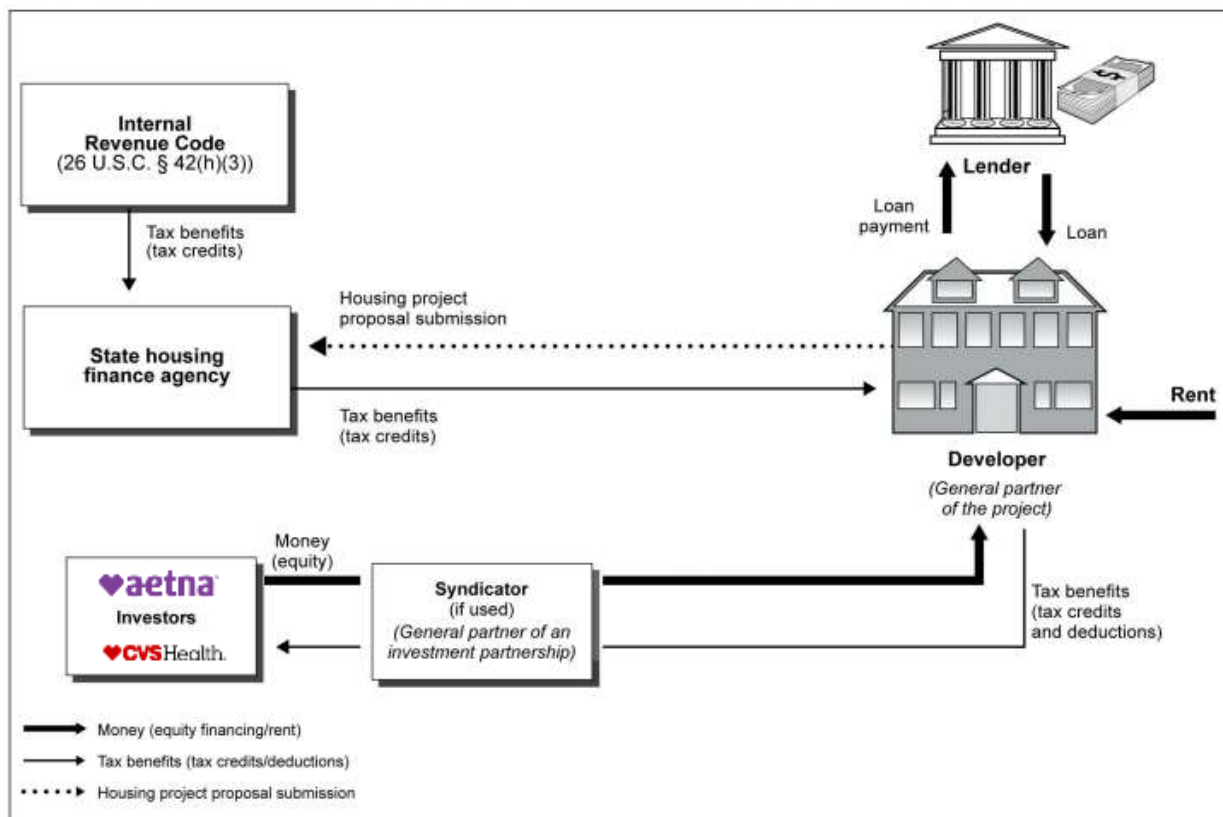 Internal
Revenue Code
(26 U.S.C. § 42(h)(3))
Tax benefits
(tax credits)
State housing
finance agency
Housing project
proposal submission
Tax benefits
(tax credits)
$
Lender
Loan
payment
Loan
Rent
Developer
(General partner
of the project)
Money
(equity)
aetna
Investors
CVSHealth.
Syndicator
(if used)
(General partner of an
investment partnership)
Tax benefits
(tax credits
and deductions)
Money (equity financing/rent)
Tax benefits (tax credits/deductions)
Housing project proposal submission